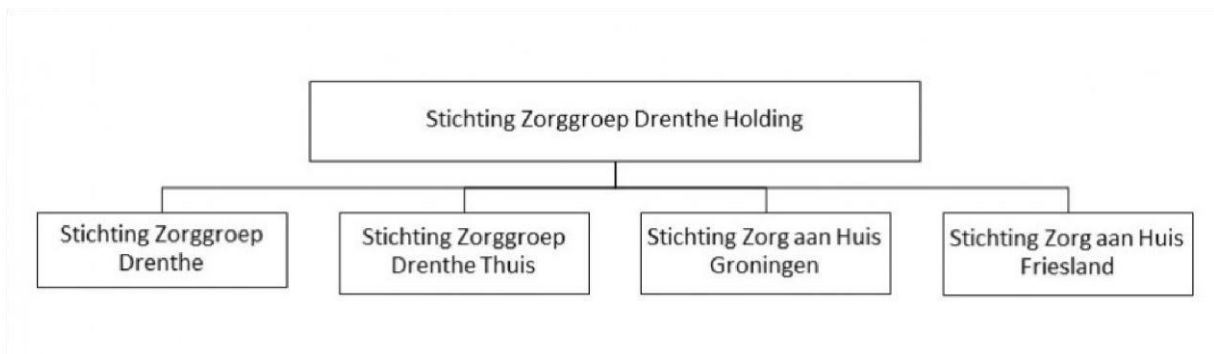 Stichting Zorggroep Drenthe Holding
Stichting Zorggroep
Drenthe
Stichting Zorggroep
Drenthe Thuis
Stichting Zorg aan Huis
Groningen
Stichting Zorg aan Huis
Friesland